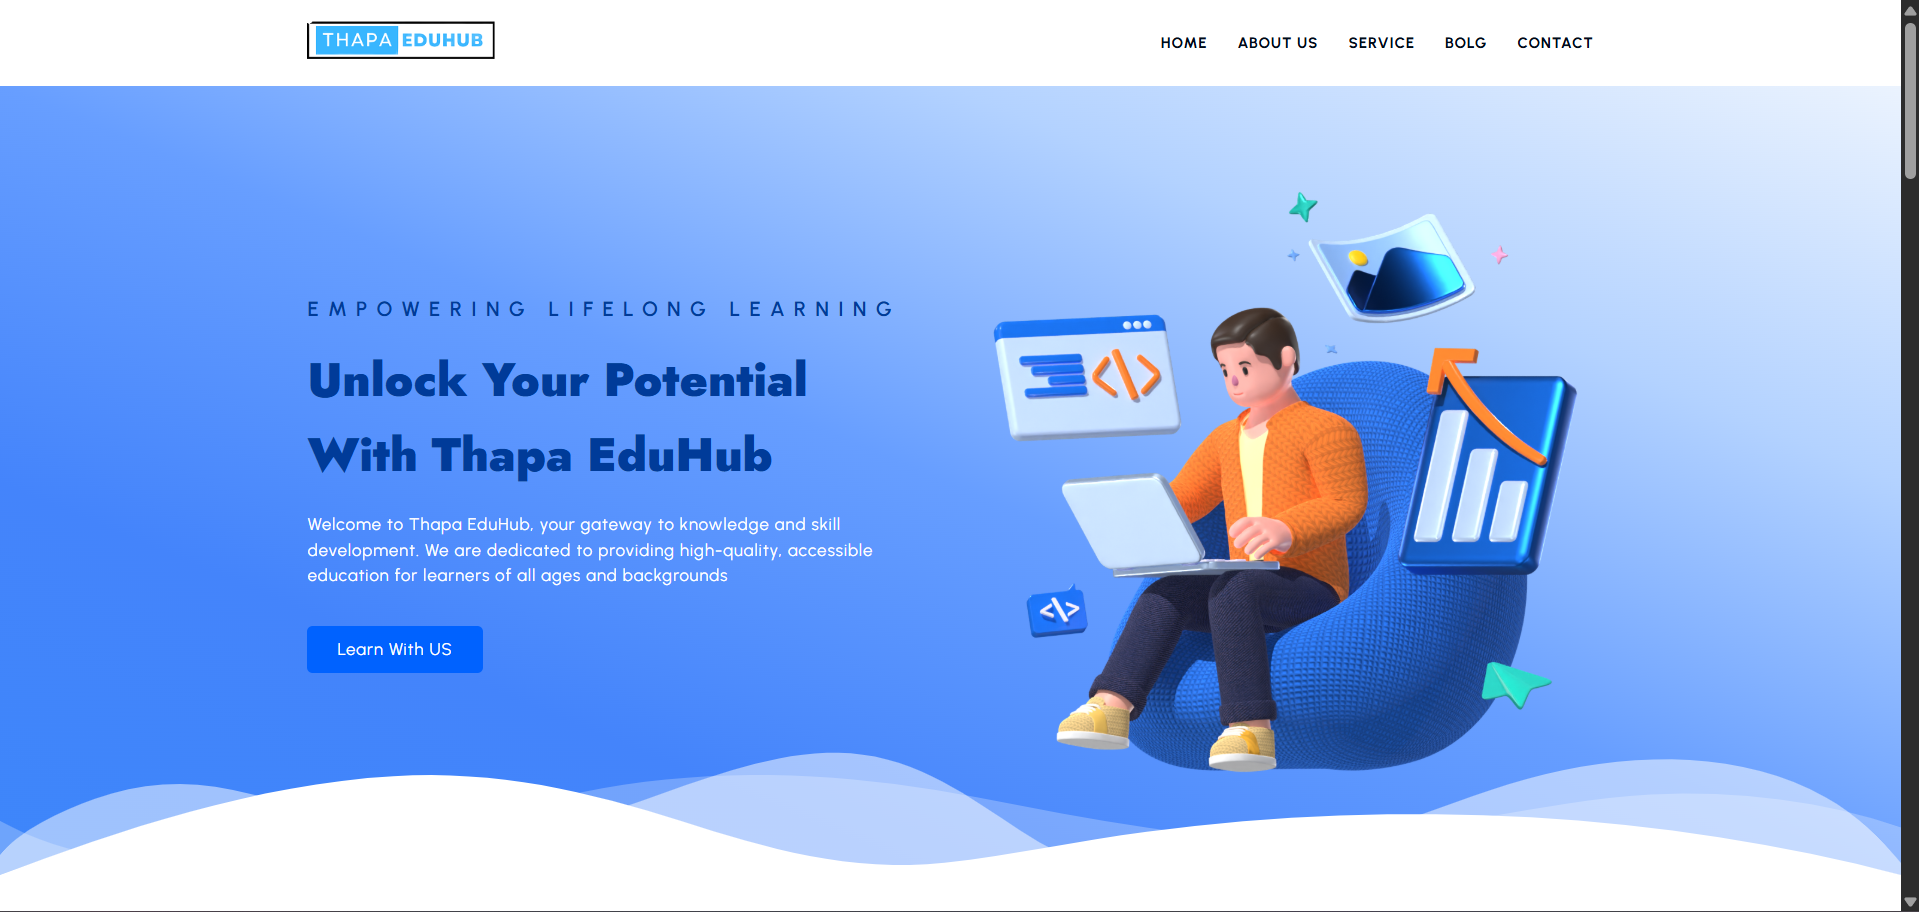 THAPA EDUHUB
HOME ABOUT US SERVICE BOLG CONTACT
EMPOWERING LIFELONG LEARNING
Unlock Your Potential
With Thapa EduHub
Welcome to Thapa EduHub, your gateway to knowledge and skill
development. We are dedicated to providing high-quality, accessible
education for learners of all ages and backgrounds
Learn With US